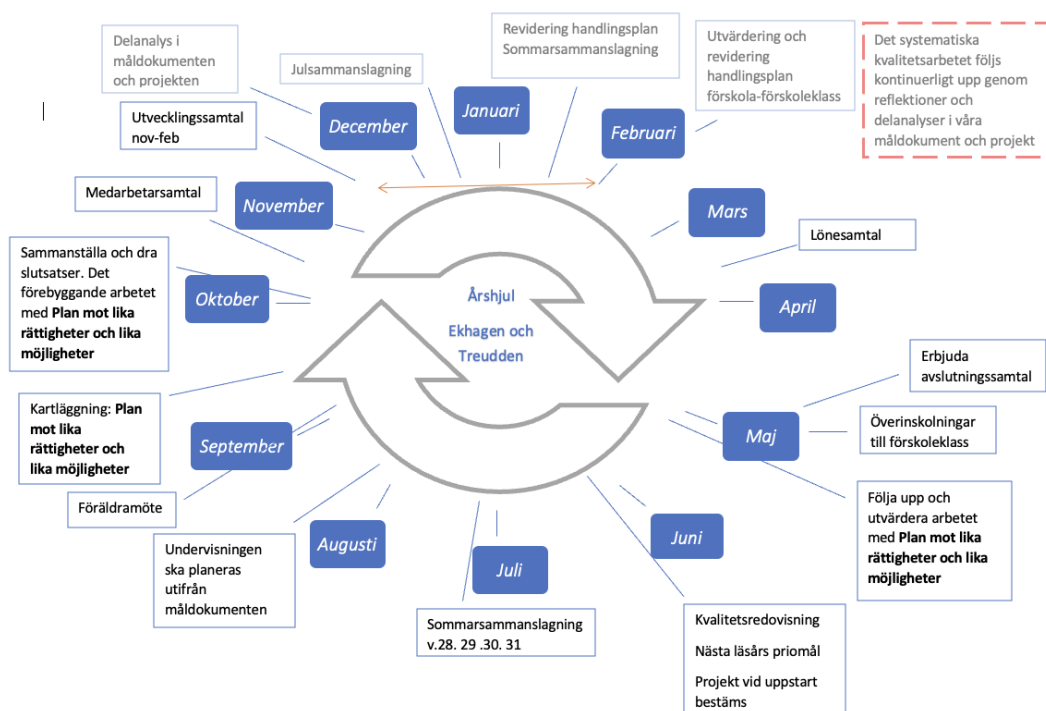 Delanalys i
måldokumenten
och projekten
Julsammanslagning
Revidering handlingsplan
Sommarsammanslagning
Utvärdering och
revidering
handlingsplan
förskola-förskoleklass
Det systematiska
kvalitetsarbetet följs
kontinuerligt upp genom
reflektioner och
delanalyser i våra
måldokument och projekt
Utvecklingssamtal
nov-feb
December
Januari
Februari
Medarbetarsamtal
November
Mars
Lönesamtal
Sammanställa och dra
slutsatser. Det
förebyggande arbetet
med Plan mot lika
rättigheter och lika
möjligheter
Oktober
Årshjul
Ekhagen och
Treudden
April
Erbjuda
avslutningssamtal
Kartläggning: Plan
mot lika
rättigheter och
lika möjligheter
September
Maj
Överinskolningar
till förskoleklass
Föräldramöte
Följa upp och
utvärdera arbetet
med Plan mot lika
rättigheter och lika
möjligheter
Augusti
Juli
Juni
Undervisningen
ska planeras
utifrån
måldokumenten
Sommarsammanslagning
v.28. 29 .30. 31
Kvalitetsredovisning
Nästa läsårs priomål
Projekt vid uppstart
bestäms